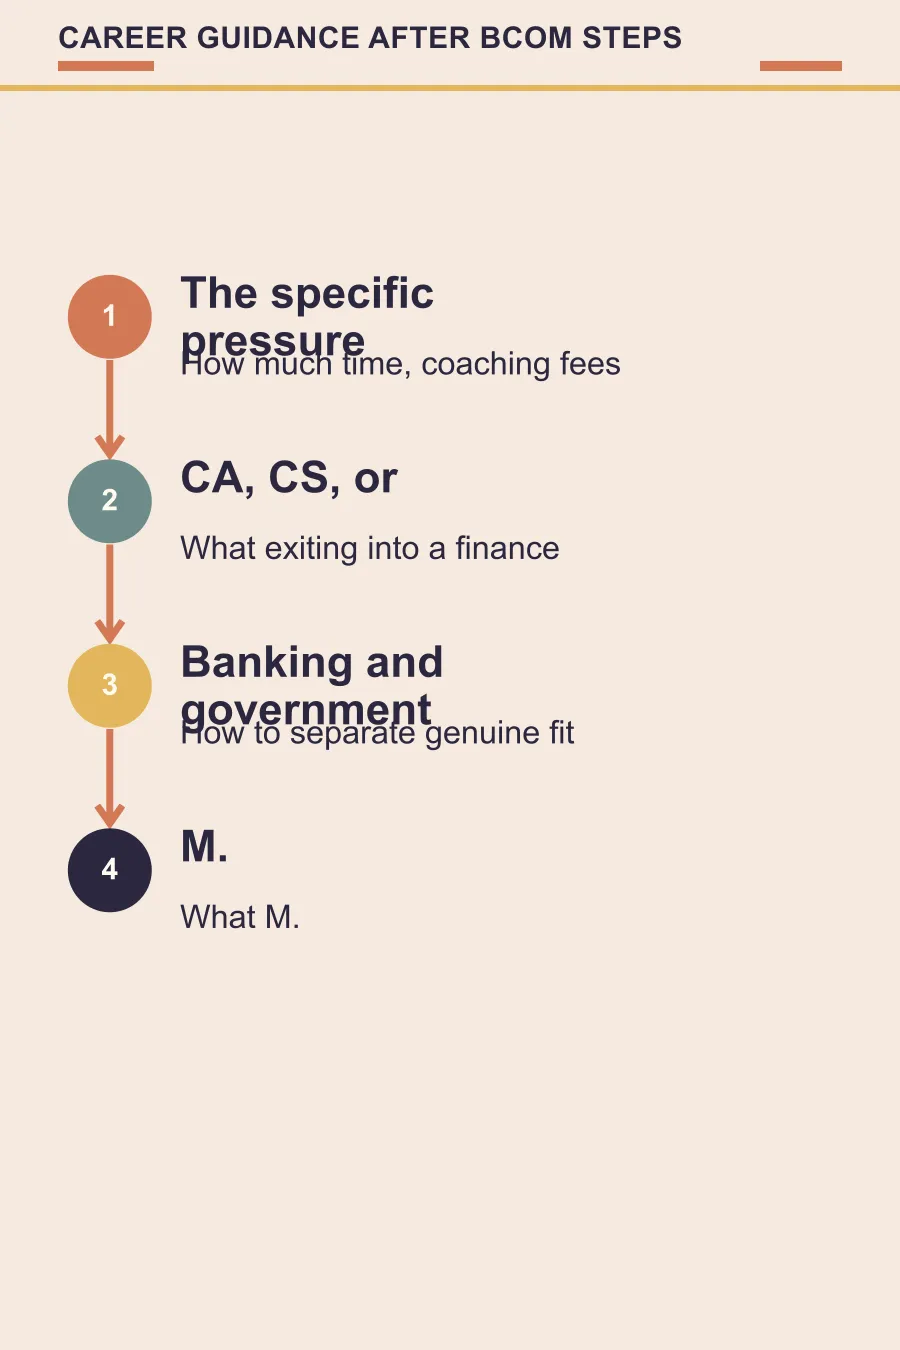 CAREER GUIDANCE AFTER BCOM STEPS
1
The specific
pressure
How much time, coaching fees
2
CA, CS, or
What exiting into a finance
3
Banking and
government
How to separate genuine fit
4
M.
What M.